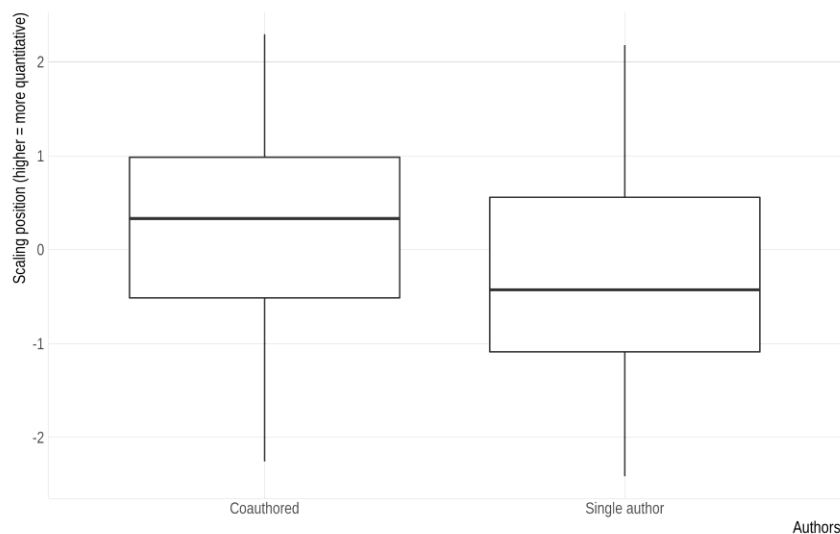 Scaling position (higher = more quantitative)
2
1
0
-1
-2
Coauthored
Single author
Authors